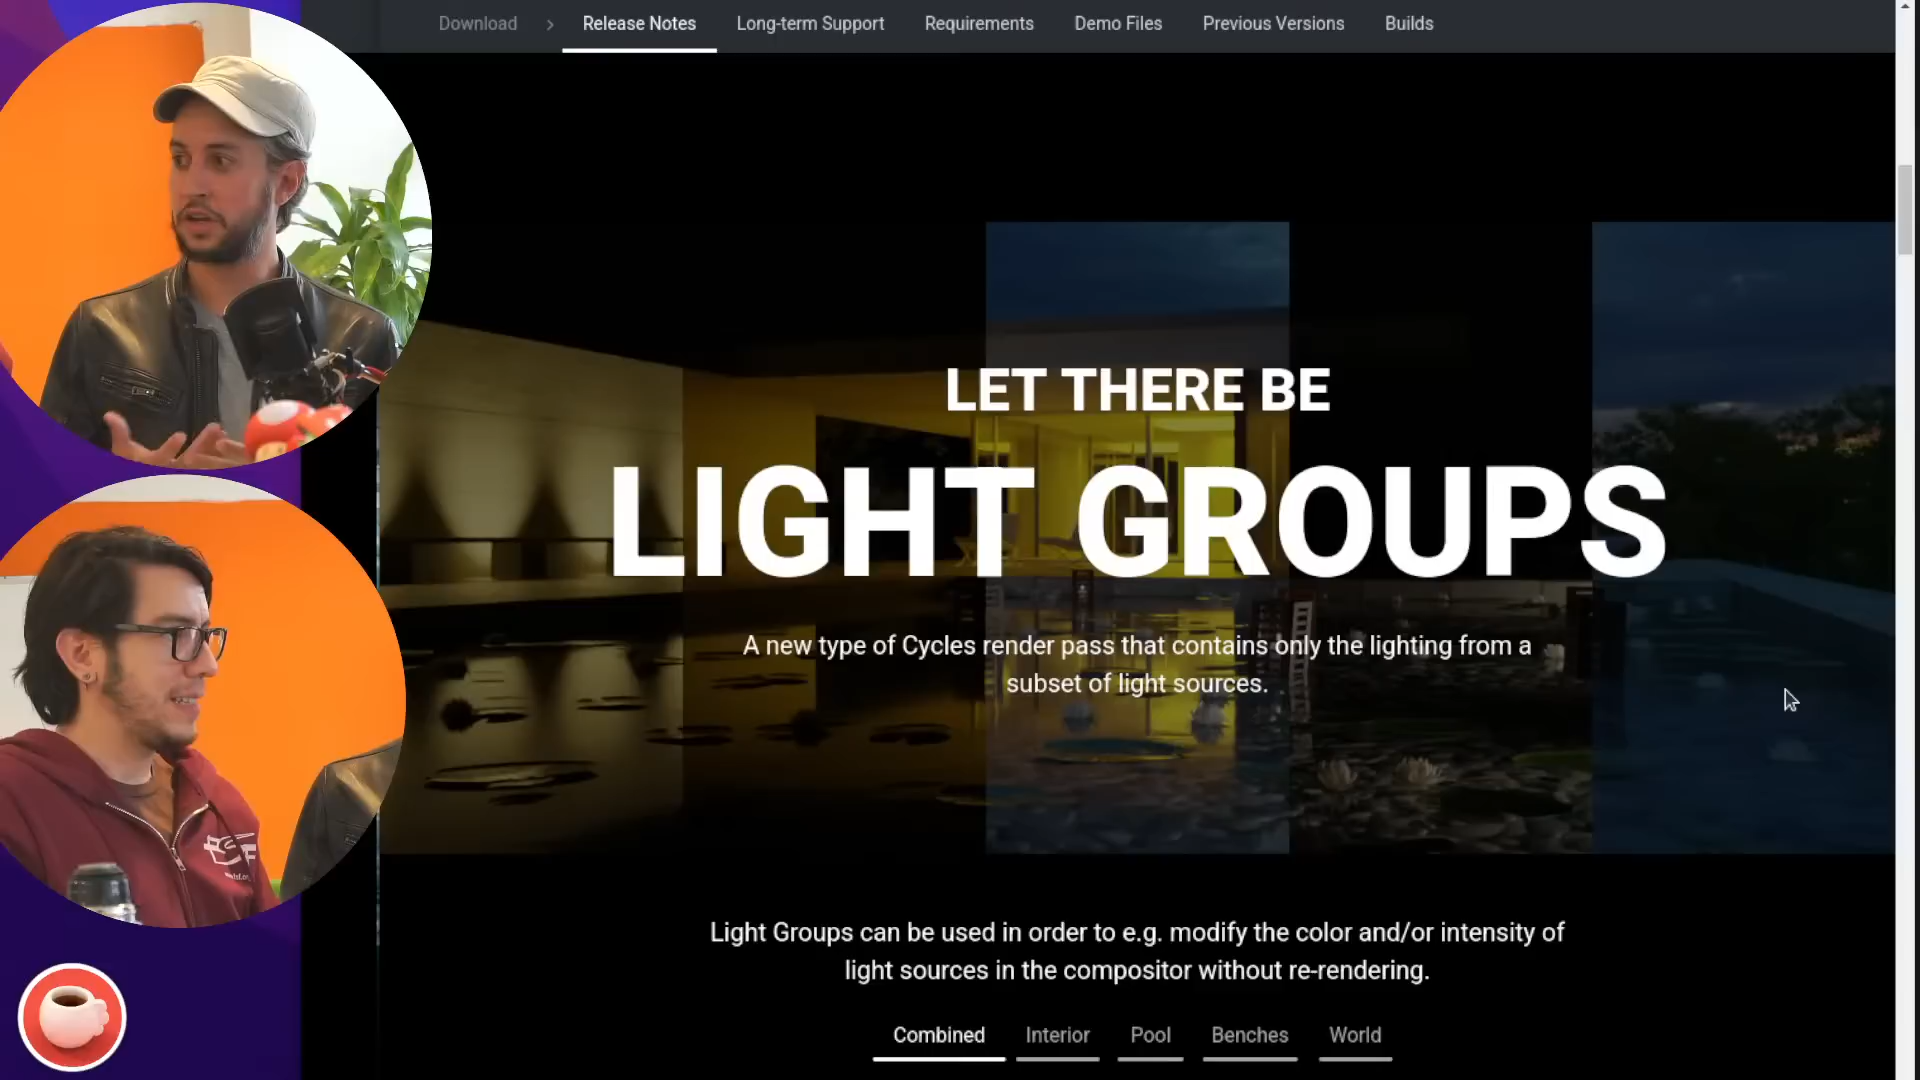 Download > Release Notes Long-term Support Requirements Demo Files Previous Versions Builds
LET THERE BE
LIGHT GROUPS
A new type of Cycles render pass that contains only the lighting from a
subset of light sources.
Light Groups can be used in order to e.g. modify the color and/or intensity of
light sources in the compositor without re-rendering.
Combined Interior Pool Benches World